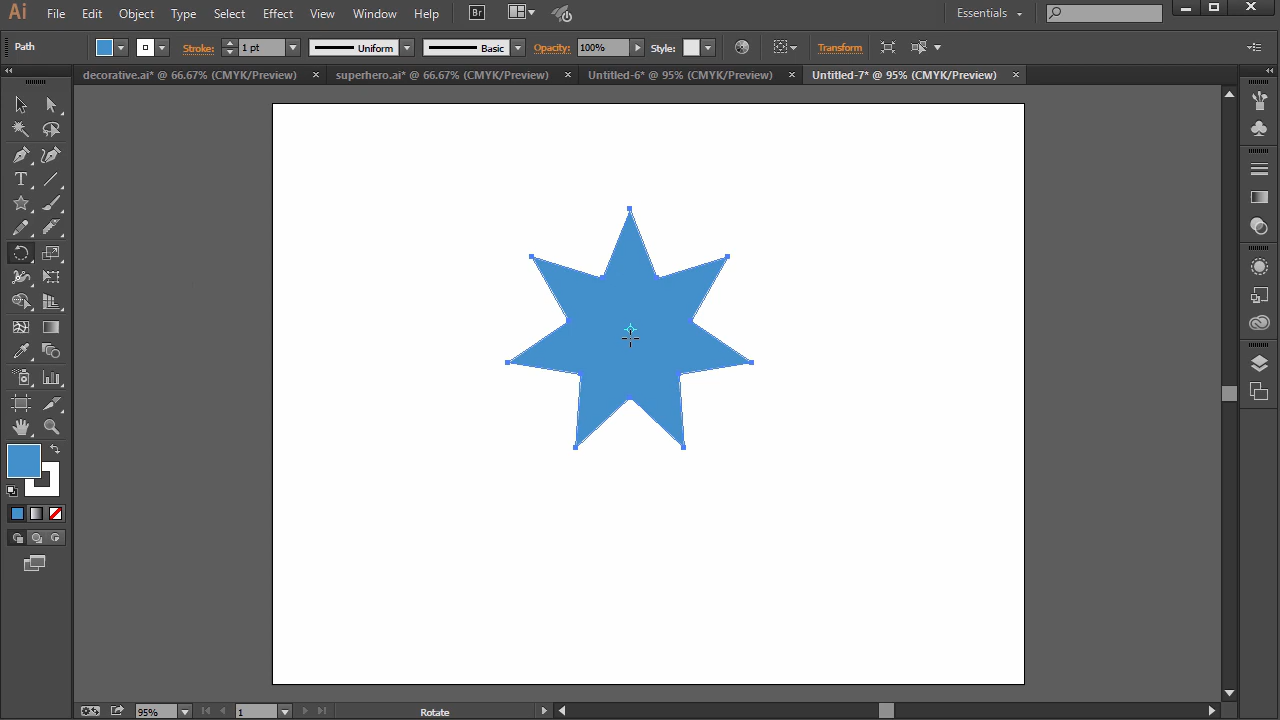 Ai File Edit Object Type Select Effect View Window Help Br Essentials
Path Stroke: 1 pt Uniform Basic Opacity: 100% Style: Transform
decorative.ai* @ 66.67% (CMYK/Preview) superhero.ai* @ 66.67% (CMYK/Preview) Untitled-6* @ 95% (CMYK/Preview) Untitled-7* @ 95% (CMYK/Preview)
T
95% 1 Rotate